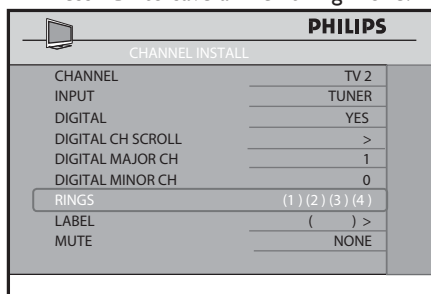 PHILIPS
CHANNEL INSTALL
CHANNEL TV 2
INPUT TUNER
DIGITAL YES
DIGITAL CH SCROLL >
DIGITAL MAJOR CH 1
DIGITAL MINOR CH 0
RINGS (1) (2) (3) (4)
LABEL ( ) >
MUTE NONE